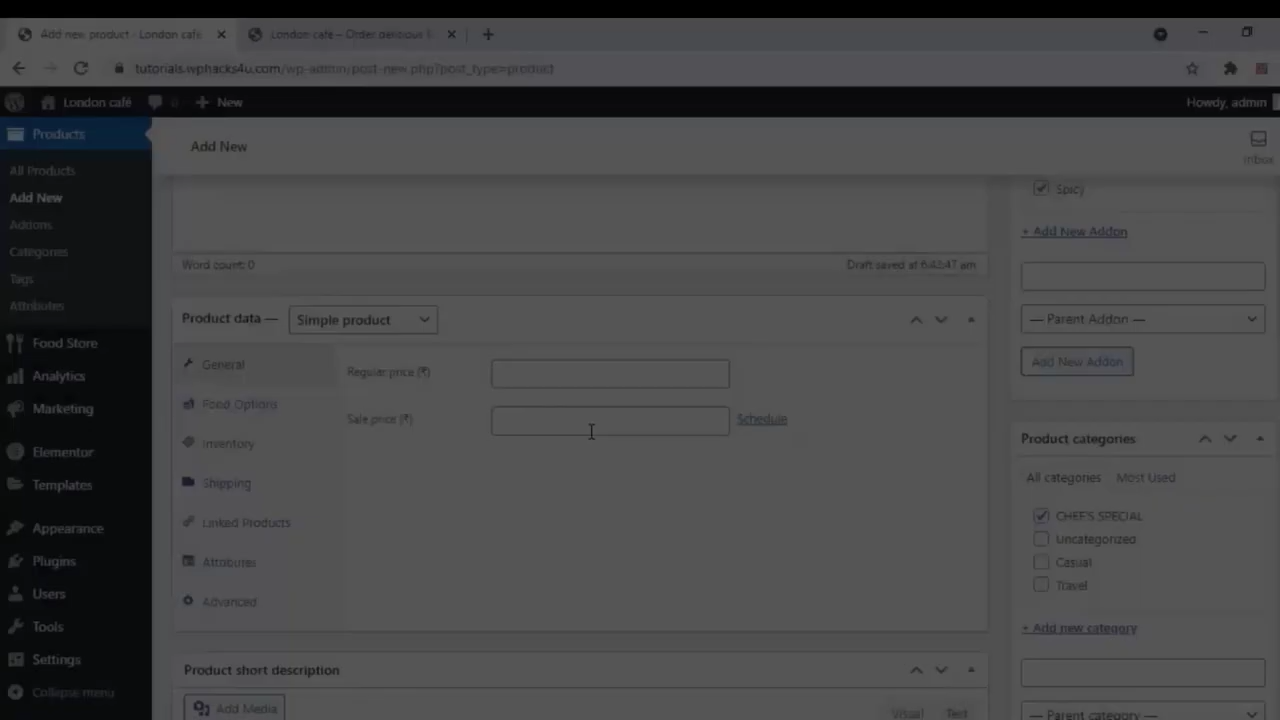 Add new product - London café
London café – Order delicious
tutorials.wphacks4u.com/wp-admin/post-new.php?post_type=product
London café
0
New
Howdy, admin
Products
All Products
Add New
Addons
Categories
Tags
Attributes
Food Store
Analytics
Marketing
Elementor
Templates
Appearance
Plugins
Users
Tools
Settings
Collapse menu
Add New
Inbox
Word count: 0
Draft saved at 6:42:47 am
Product data —
Simple product
General
Food Options
Inventory
Shipping
Linked Products
Attributes
Advanced
Regular price (₹)
Sale price (₹)
Schedule
Product short description
Add Media
Visual
Text
Spicy
+ Add New Addon
— Parent Addon —
Add New Addon
Product categories
All categories
Most Used
CHEF'S SPECIAL
Uncategorized
Casual
Travel
+ Add new category
— Parent category —